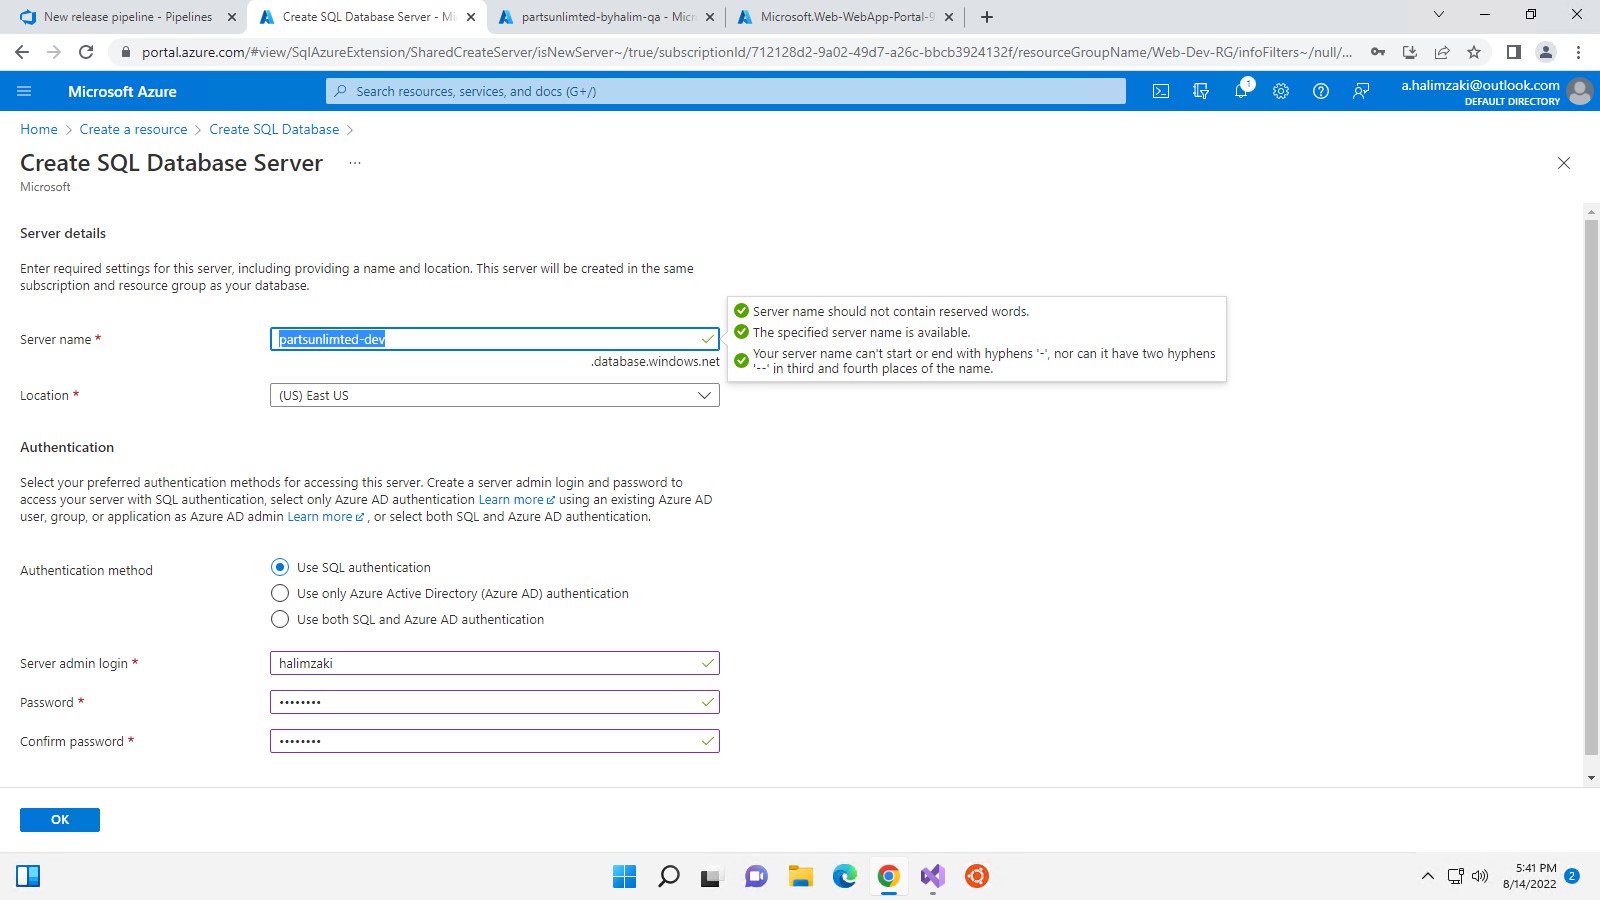 New release pipeline - Pipelines
Create SQL Database Server - Mi
partsunlimted-byhalim-qa - Micr
Microsoft.Web-WebApp-Portal-9
portal.azure.com/#view/SqlAzureExtension/SharedCreateServer/isNewServer~/true/subscriptionId/712128d2-9a02-49d7-a26c-bbcb3924132f/resourceGroupName/Web-Dev-RG/infoFilters~/null/...
Microsoft Azure
Search resources, services, and docs (G+/)
1
a.halimzaki@outlook.com
DEFAULT DIRECTORY
Home > Create a resource > Create SQL Database >
Create SQL Database Server ...
Microsoft
Server details
Enter required settings for this server, including providing a name and location. This server will be created in the same
subscription and resource group as your database.
Server name *
partsunlimted-dev
.database.windows.net
Server name should not contain reserved words.
The specified server name is available.
Your server name can't start or end with hyphens '-', nor can it have two hyphens
'--' in third and fourth places of the name.
Location *
(US) East US
Authentication
Select your preferred authentication methods for accessing this server. Create a server admin login and password to
access your server with SQL authentication, select only Azure AD authentication Learn more using an existing Azure AD
user, group, or application as Azure AD admin Learn more , or select both SQL and Azure AD authentication.
Authentication method
Use SQL authentication
Use only Azure Active Directory (Azure AD) authentication
Use both SQL and Azure AD authentication
Server admin login *
halimzaki
Password *
••••••••
Confirm password *
••••••••
OK
5:41 PM
8/14/2022
2